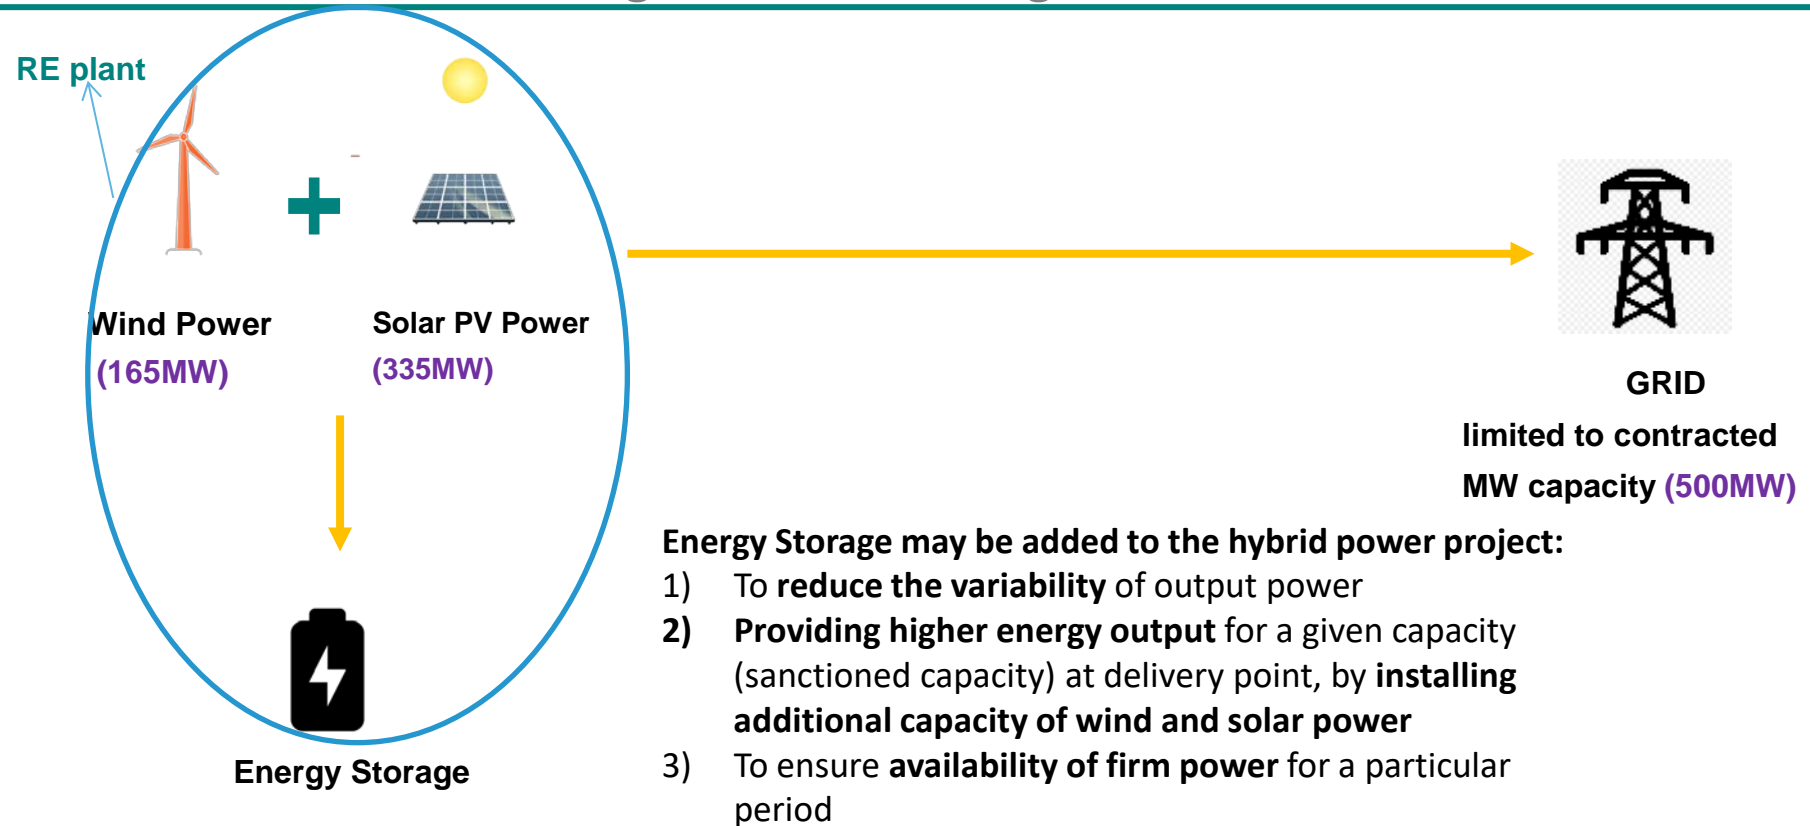 RE plant
Wind Power
(165MW)
Solar PV Power
(335MW)
Energy Storage
GRID
limited to contracted
MW capacity (500MW)
Energy Storage may be added to the hybrid power project:
1) To reduce the variability of output power
2) Providing higher energy output for a given capacity
(sanctioned capacity) at delivery point, by installing
additional capacity of wind and solar power
3) To ensure availability of firm power for a particular
period